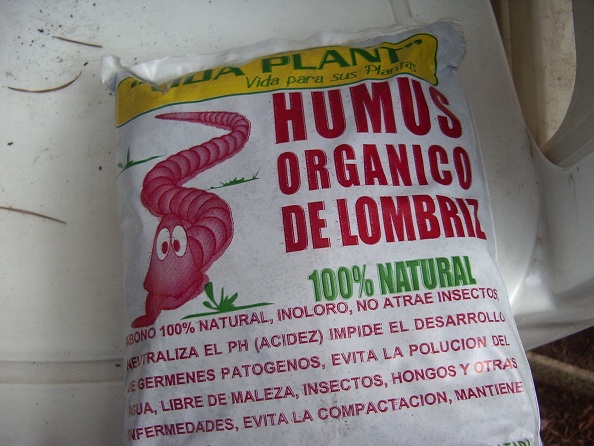 "VIDA PLANT"
Vida para sus Plantas
HUMUS
ORGANICO
DE LOMBRIZ
100% NATURAL
ABONO 100% NATURAL, INOLORO, NO ATRAE INSECTOS,
NEUTRALIZA EL PH (ACIDEZ) IMPIDE EL DESARROLLO
DE GERMENES PATOGENOS, EVITA LA POLUCION DEL
AGUA, LIBRE DE MALEZA, INSECTOS, HONGOS Y OTRAS
ENFERMEDADES, EVITA LA COMPACTACION, MANTIENE